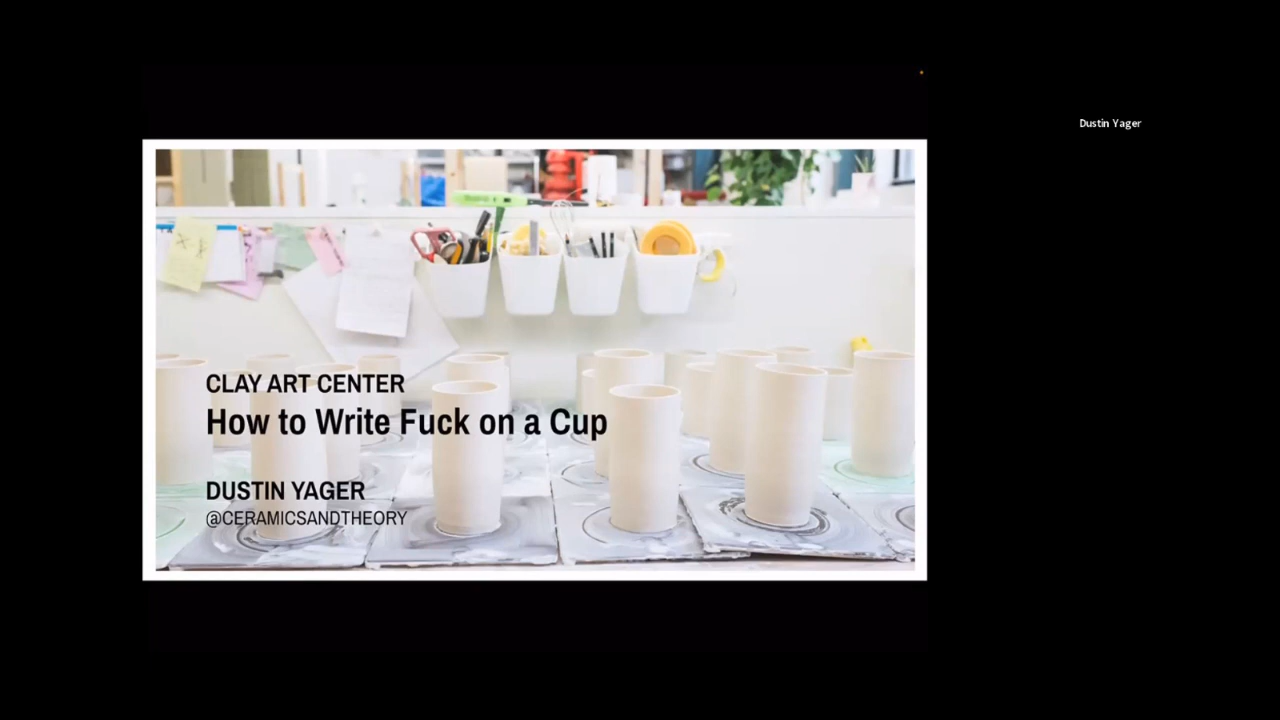 Dustin Yager
CLAY ART CENTER
How to Write Fuck on a Cup
DUSTIN YAGER
@CERAMICSANDTHEORY